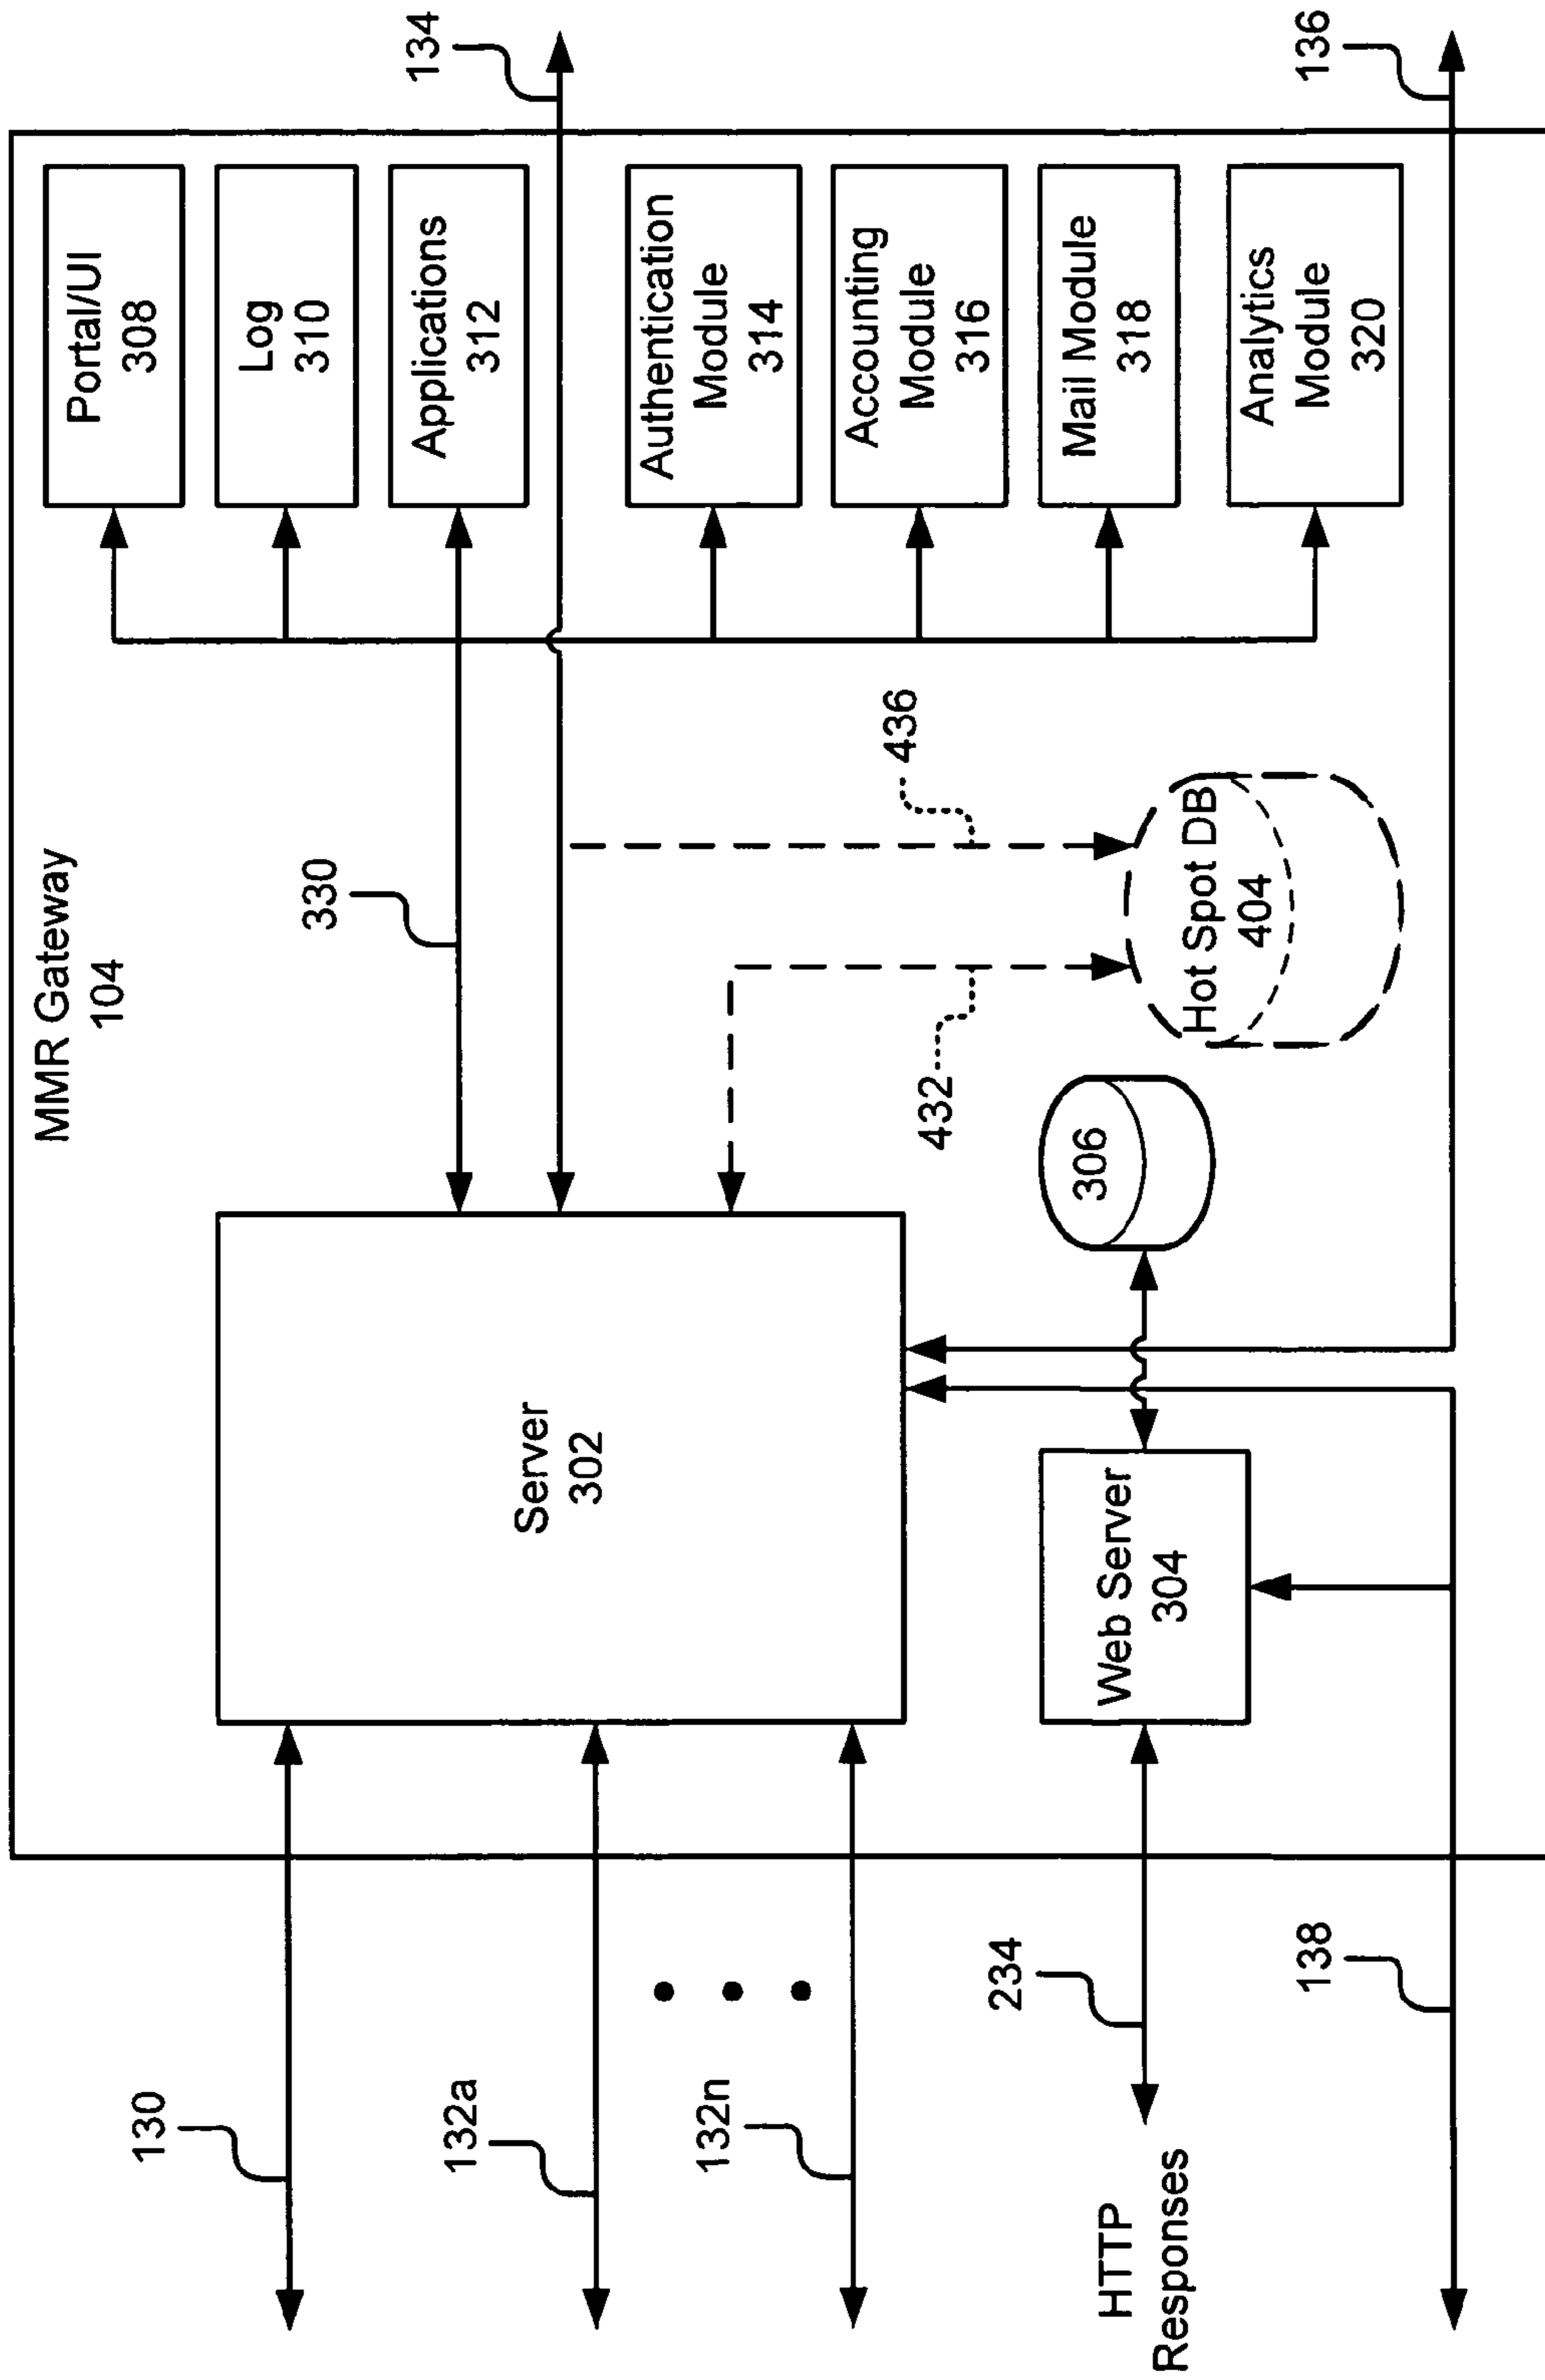 MMR Gateway
104
130
132a
132n
234
HTTP
Responses
138
Server
302
Web Server
304
306
330
432
436
Hot Spot DB
404
Portal/UI
308
Log
310
Applications
312
Authentication
Module
314
Accounting
Module
316
Mail Module
318
Analytics
Module
320
134
136